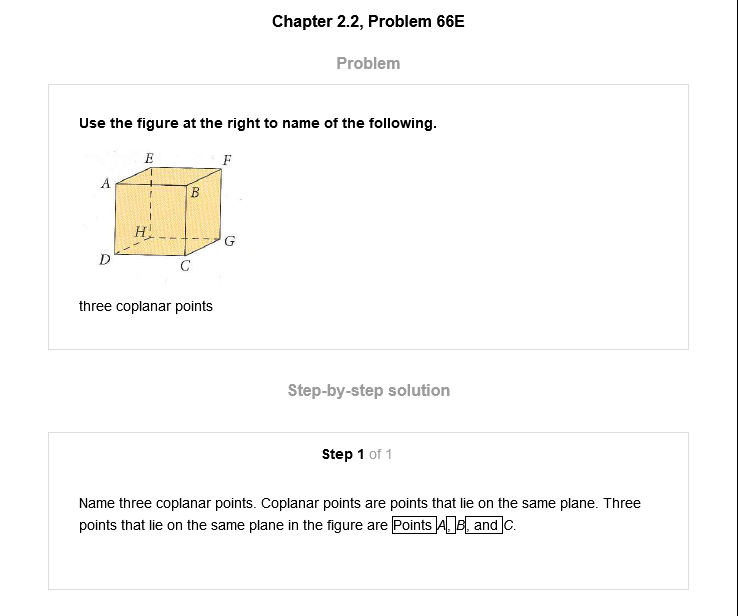 Chapter 2.2, Problem 66E
Problem
Use the figure at the right to name of the following.
E
F
A
B
H
G
D
C
three coplanar points
Step-by-step solution
Step 1 of 1
Name three coplanar points. Coplanar points are points that lie on the same plane. Three
points that lie on the same plane in the figure are Points A, B, and C.